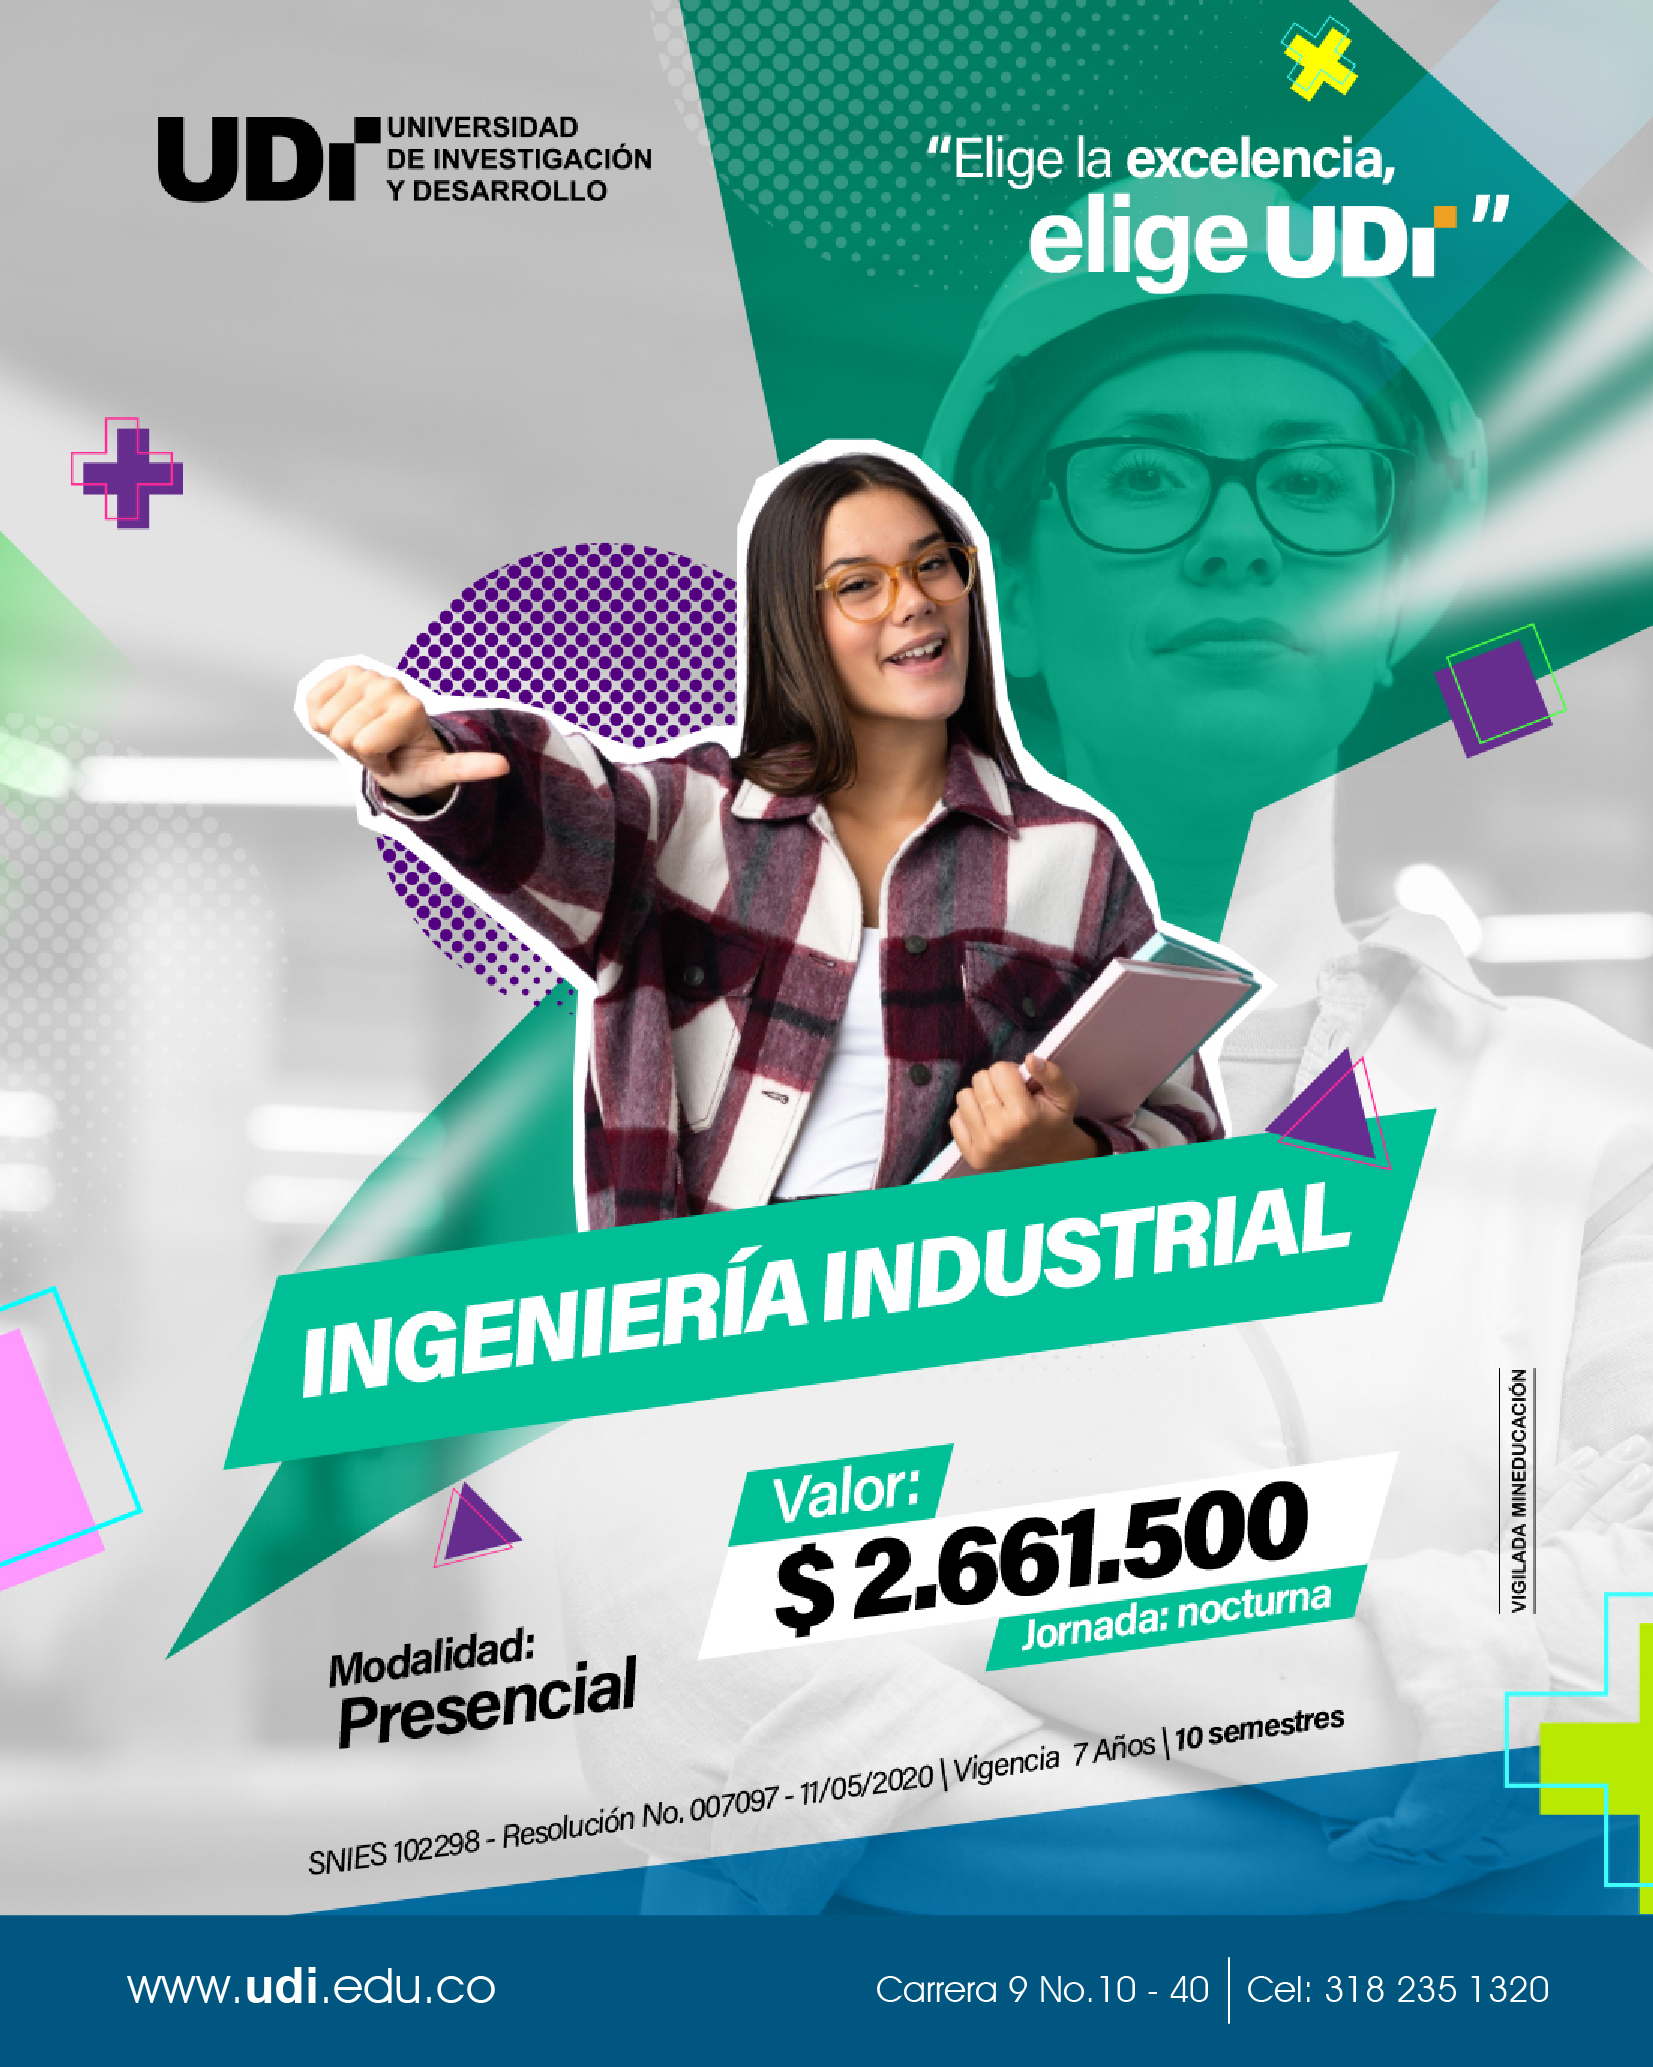 UDi UNIVERSIDAD
DE INVESTIGACIÓN
Y DESARROLLO
“Elige la excelencia,
elige UDi”
INGENIERÍA INDUSTRIAL
Valor:
$ 2.661.500
Jornada: nocturna
VIGILADA MINEDUCACIÓN
Modalidad:
Presencial
SNIES 102298 - Resolución No. 007097 - 11/05/2020 | Vigencia 7 Años | 10 semestres
www.udi.edu.co
Carrera 9 No.10 - 40 | Cel: 318 235 1320